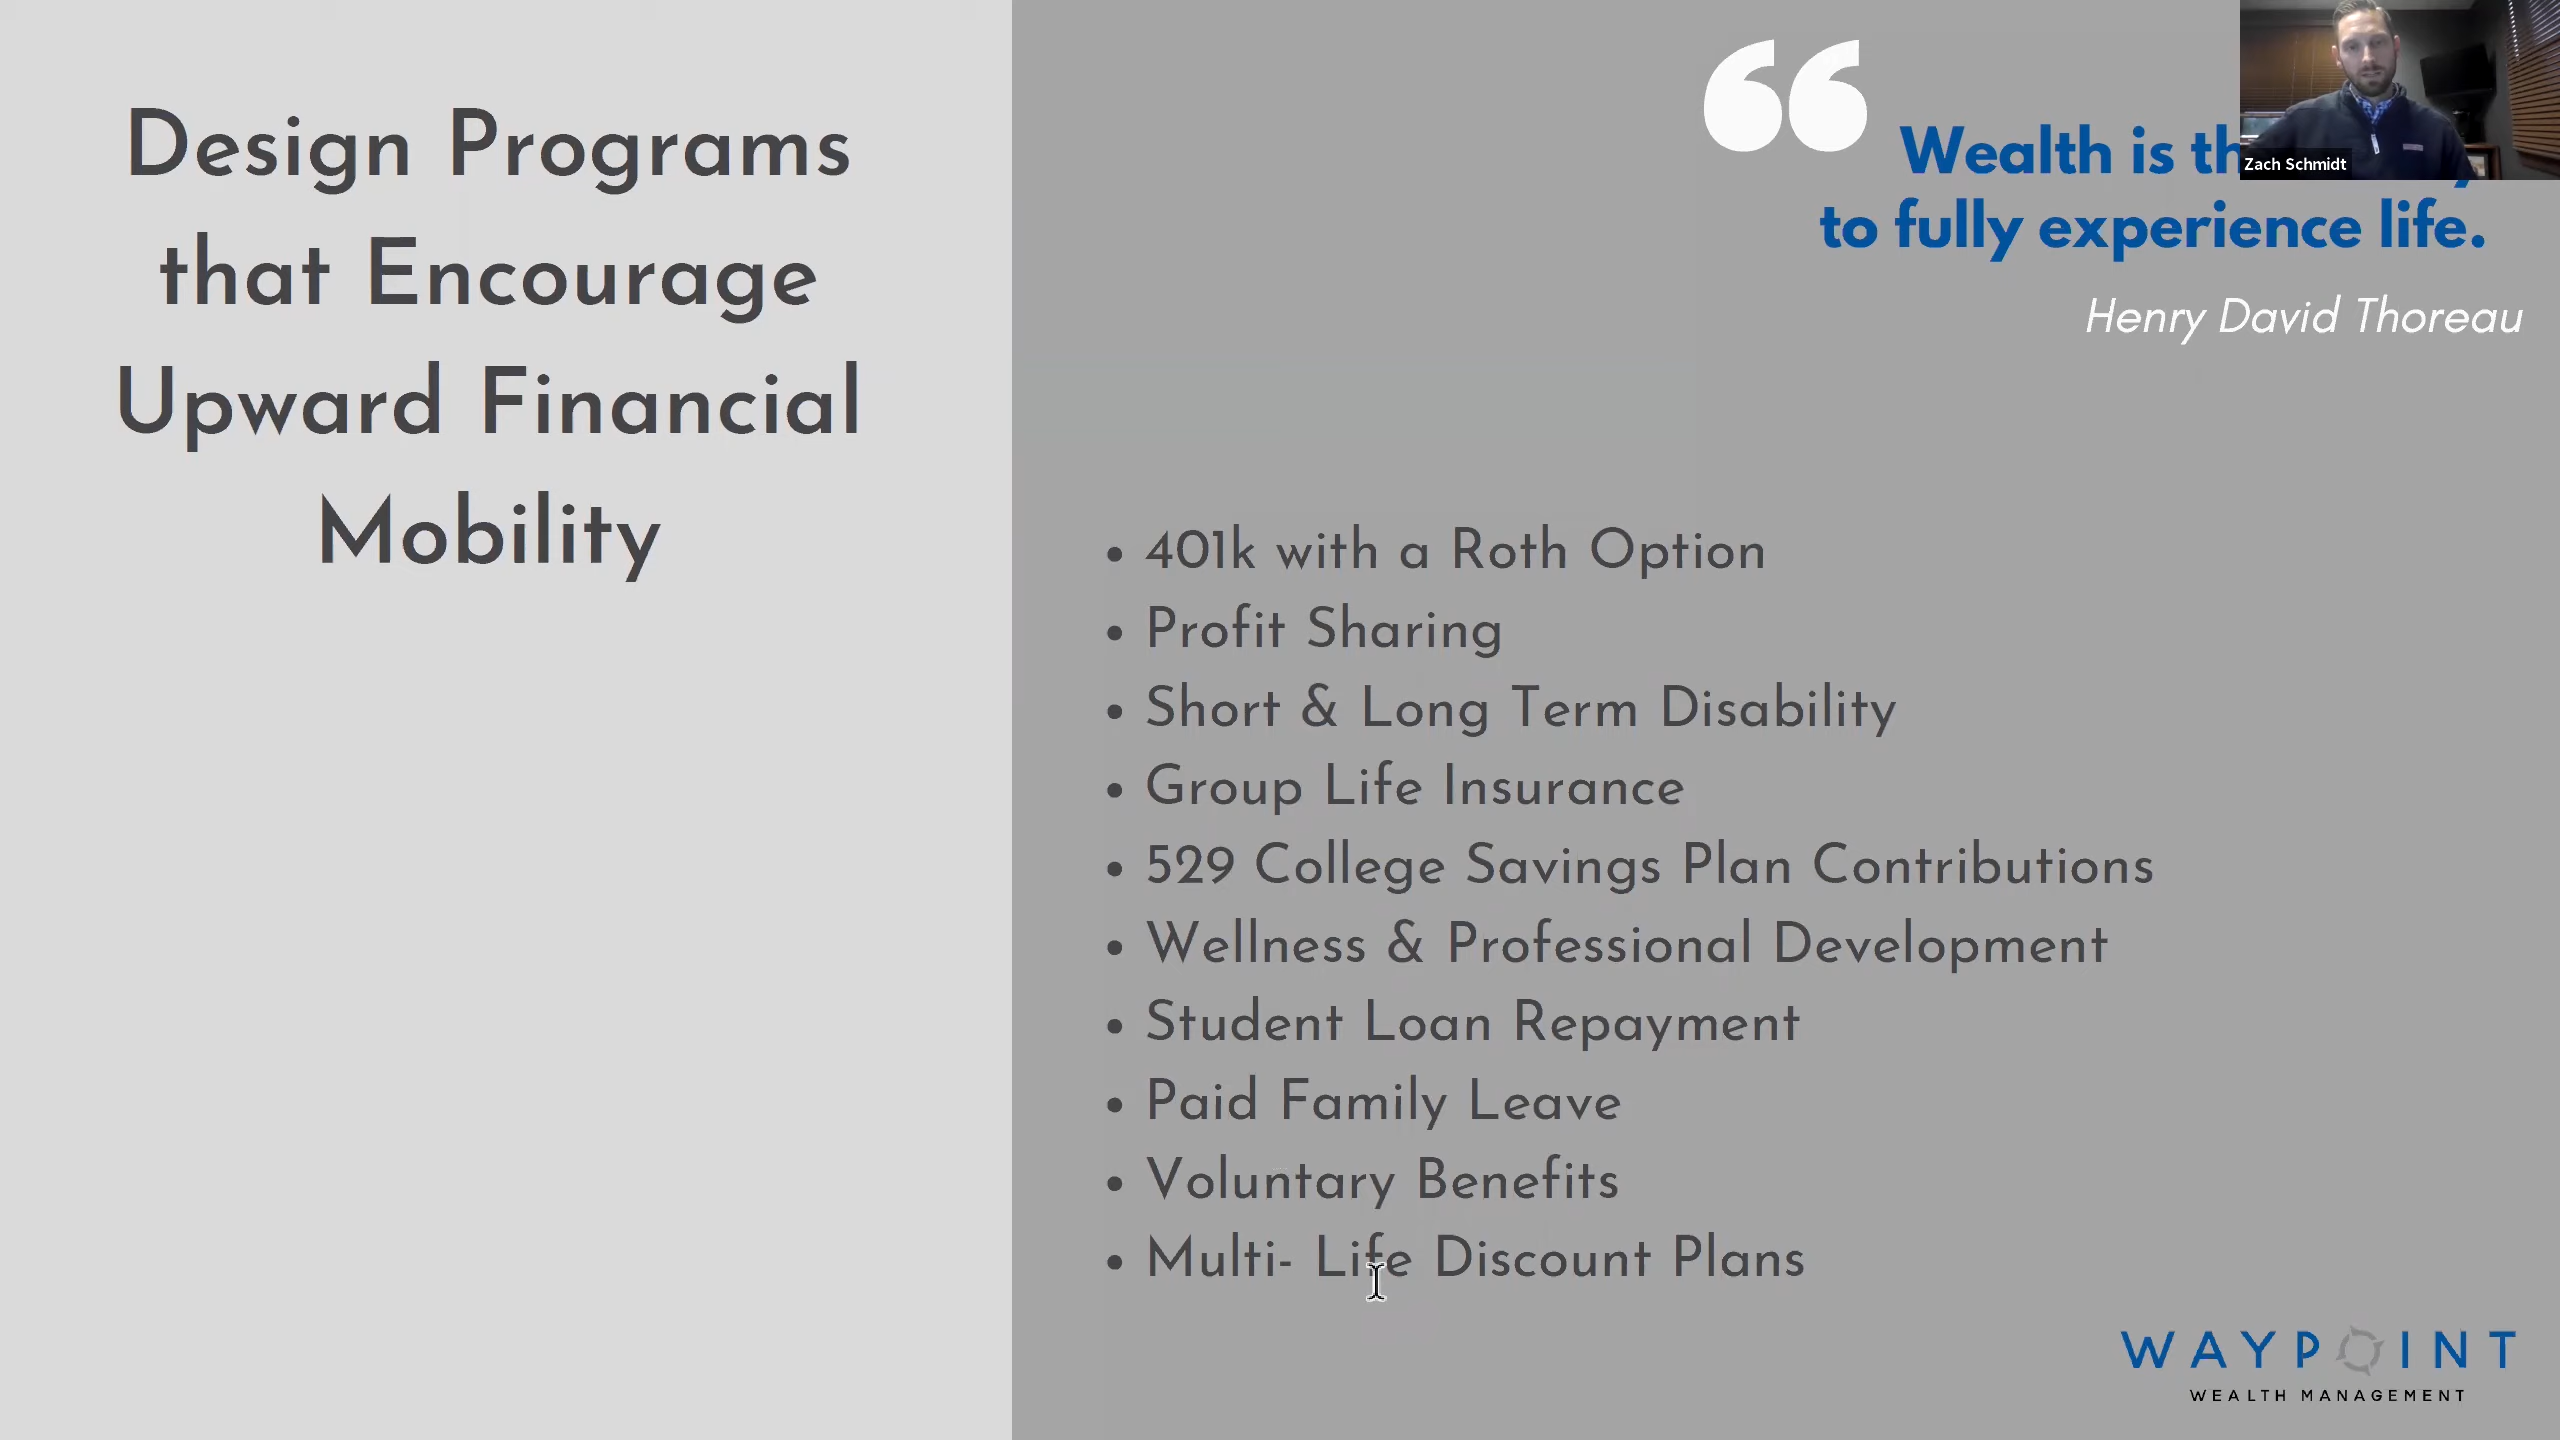 Design Programs
that Encourage
Upward Financial
Mobility
“
Wealth is
to fully experience life.
Henry David Thoreau
Zach Schmidt
• 401k with a Roth Option
• Profit Sharing
• Short & Long Term Disability
• Group Life Insurance
• 529 College Savings Plan Contributions
• Wellness & Professional Development
• Student Loan Repayment
• Paid Family Leave
• Voluntary Benefits
• Multi- Life Discount Plans
WAYPOINT
WEALTH MANAGEMENT